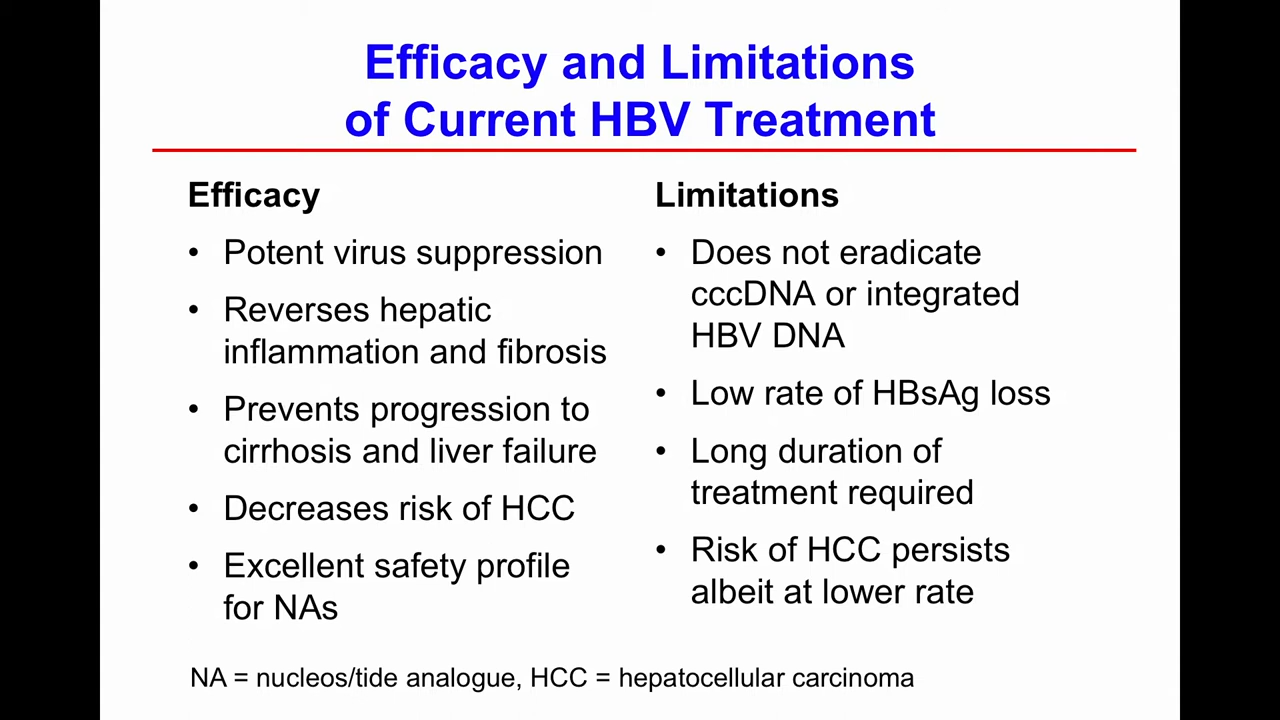 Efficacy and Limitations
of Current HBV Treatment
Efficacy
• Potent virus suppression
• Reverses hepatic
inflammation and fibrosis
• Prevents progression to
cirrhosis and liver failure
• Decreases risk of HCC
• Excellent safety profile
for NAs
Limitations
• Does not eradicate
cccDNA or integrated
HBV DNA
• Low rate of HBsAg loss
• Long duration of
treatment required
• Risk of HCC persists
albeit at lower rate
NA = nucleos/tide analogue, HCC = hepatocellular carcinoma